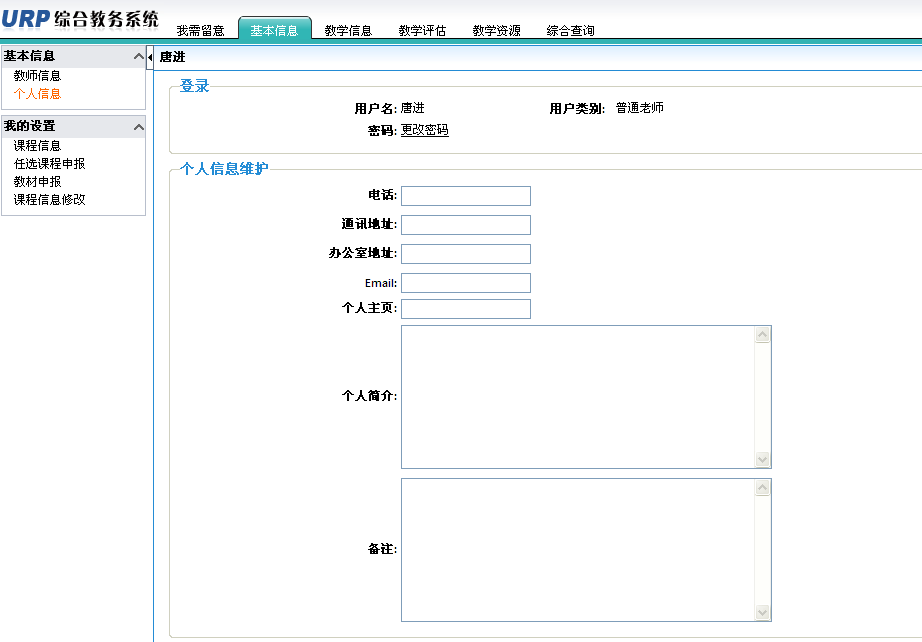 URP 综合教务系统
我需留意 基本信息 教学信息 教学评估 教学资源 综合查询
基本信息
教师信息
个人信息
我的设置
课程信息
任选课程申报
教材申报
课程信息修改
唐进
登录
用户名: 唐进 用户类别: 普通老师
密码: 更改密码
个人信息维护
电话:
通讯地址:
办公室地址:
Email:
个人主页:
个人简介:
备注: